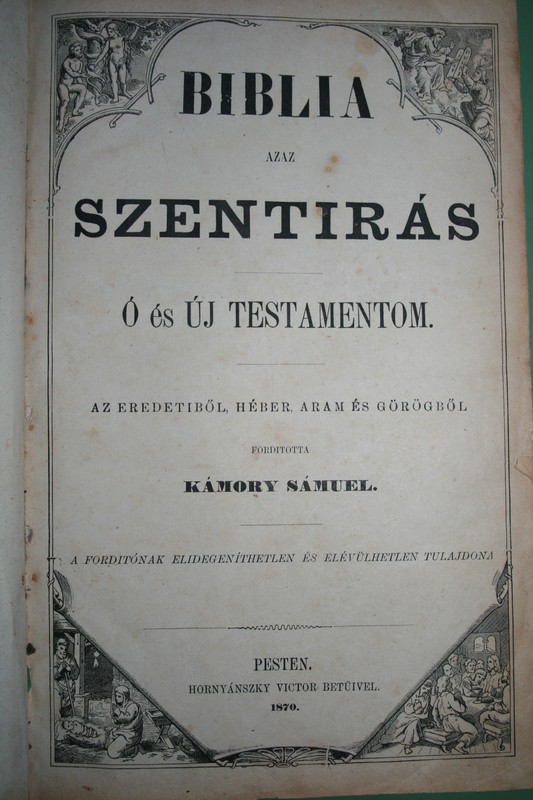 BIBLIA
AZAZ
SZENTIRÁS
Ó és ÚJ TESTAMENTOM.
AZ EREDETIBŐL, HÉBER, ARAM ÉS GÖRÖGBŐL
FORDITOTTA
KÁMORY SÁMUEL.
A FORDITÓNAK ELIDEGENÍTHETLEN ÉS ELÉVÜLHETLEN TULAJDONA
PESTEN.
HORNYÁNSZKY VICTOR BETŰIVEL.
1870.